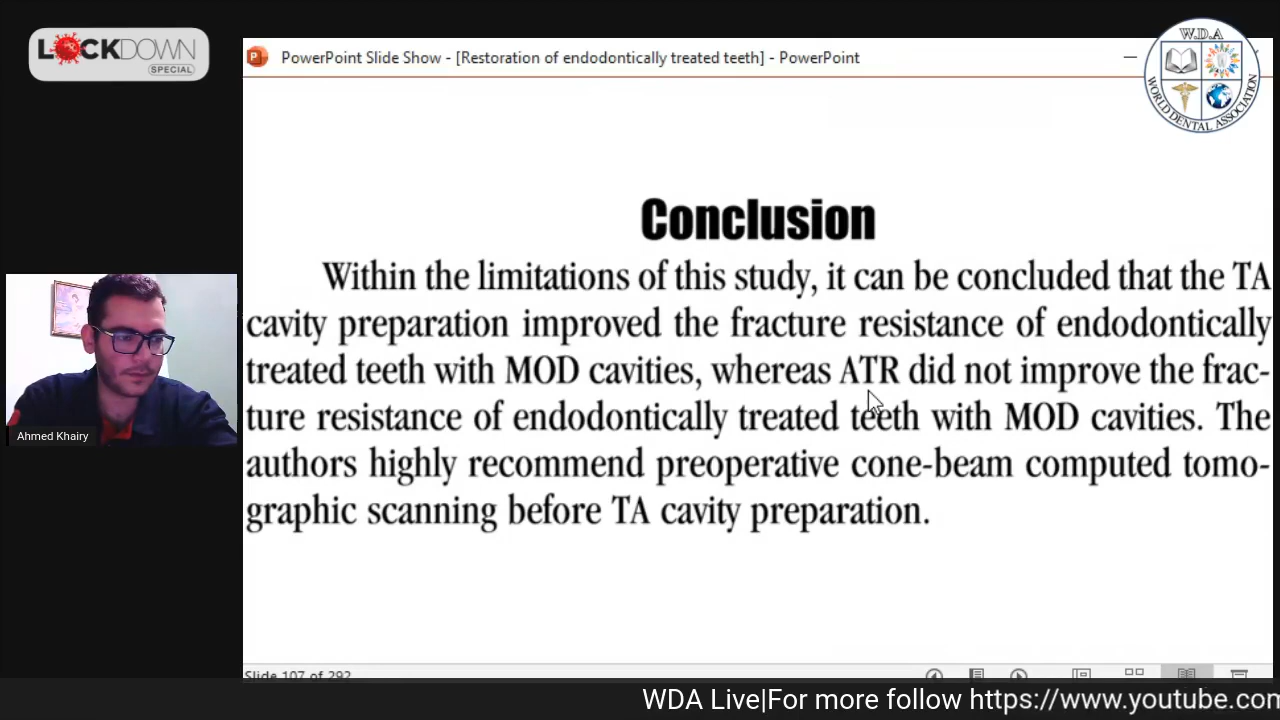 LOCKDOWN
SPECIAL
PowerPoint Slide Show - [Restoration of endodontically treated teeth] - PowerPoint
W.D.A
WORLD DENTAL ASSOCIATION
Conclusion
Within the limitations of this study, it can be concluded that the TA
cavity preparation improved the fracture resistance of endodontically
treated teeth with MOD cavities, whereas ATR did not improve the frac-
ture resistance of endodontically treated teeth with MOD cavities. The
authors highly recommend preoperative cone-beam computed tomo-
graphic scanning before TA cavity preparation.
Ahmed Khairy
Slide 107 of 292
WDA Live|For more follow https://www.youtube.con